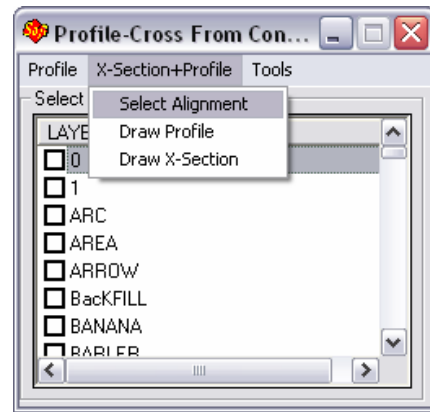 Profile-Cross From Con...
Profile X-Section+Profile Tools
Select
Select Alignment
Draw Profile
Draw X-Section
LAYE
0
1
ARC
AREA
ARROW
BacKFILL
BANANA
BARLER